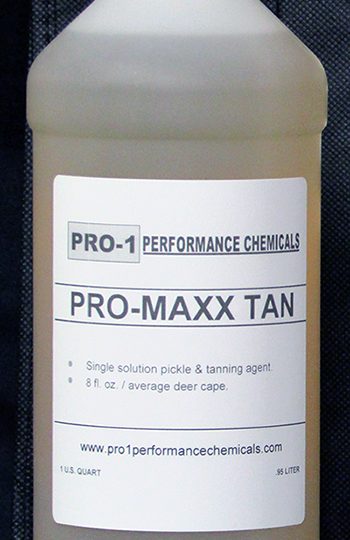 PRO-1 PERFORMANCE CHEMICALS
PRO-MAXX TAN
• Single solution pickle & tanning agent.
• 8 fl. oz. / average deer cape.
www.pro1performancechemicals.com
1 U.S. QUART .95 LITER